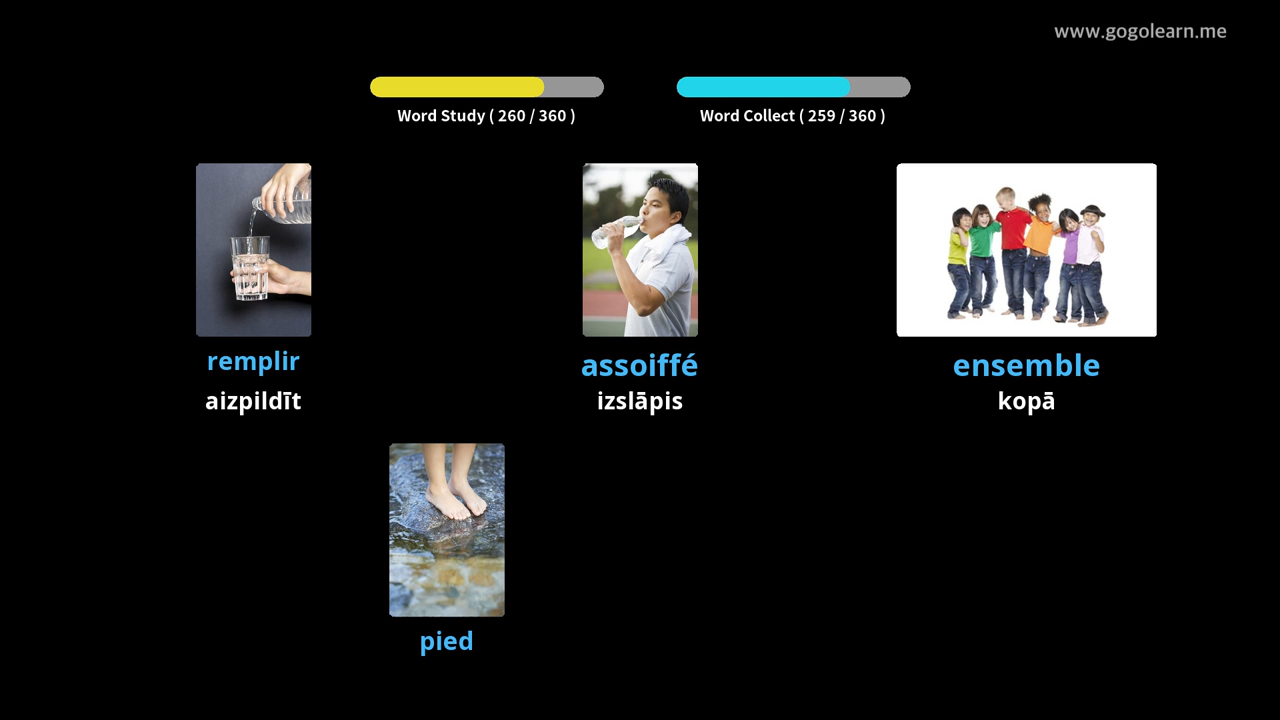 www.gogolearn.me
Word Study ( 260 / 360 )
Word Collect ( 259 / 360 )
remplir
assoiffé
ensemble
aizpildīt
izslāpis
kopā
pied